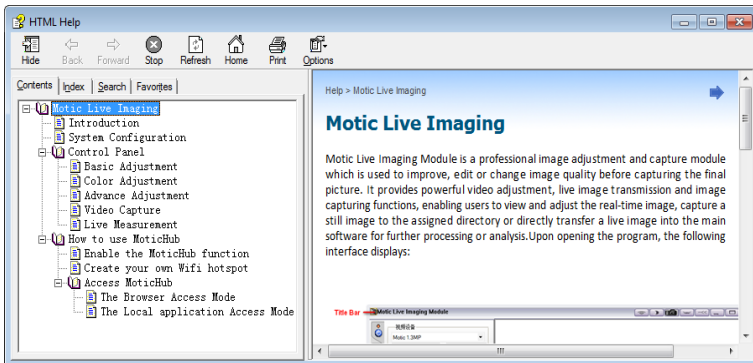 HTML Help
Hide Back Forward Stop Refresh Home Print Options
Contents Index Search Favorites
Motic Live Imaging
Introduction
System Configuration
Control Panel
Basic Adjustment
Color Adjustment
Advance Adjustment
Video Capture
Live Measurement
How to use MoticHub
Enable the MoticHub function
Create your own Wifi hotspot
Access MoticHub
The Browser Access Mode
The Local application Access Mode
Help > Motic Live Imaging
Motic Live Imaging
Motic Live Imaging Module is a professional image adjustment and capture module
which is used to improve, edit or change image quality before capturing the final
picture. It provides powerful video adjustment, live image transmission and image
capturing functions, enabling users to view and adjust the real-time image, capture a
still image to the assigned directory or directly transfer a live image into the main
software for further processing or analysis.Upon opening the program, the following
interface displays:
Title Bar Motic Live Imaging Module
视频设备
Motic 1.3MP